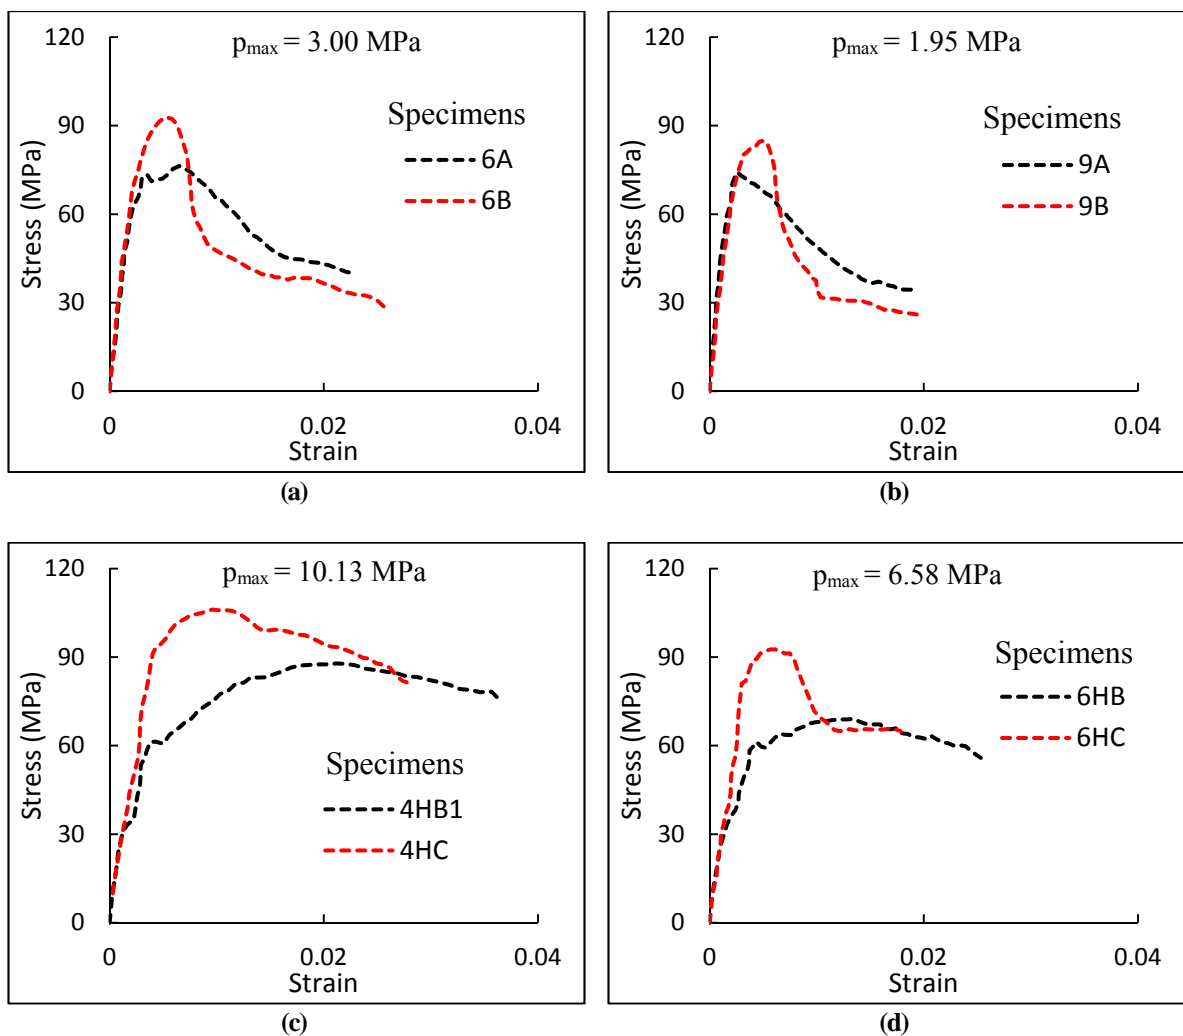 p_max = 3.00 MPa
120
90
60
30
0
Stress (MPa)
Specimens
6A
6B
0 0.02 0.04
Strain
(a)
p_max = 1.95 MPa
120
90
60
30
0
Stress (MPa)
Specimens
9A
9B
0 0.02 0.04
Strain
(b)
p_max = 10.13 MPa
120
90
60
30
0
Stress (MPa)
Specimens
4HB1
4HC
0 0.02 0.04
Strain
(c)
p_max = 6.58 MPa
120
90
60
30
0
Stress (MPa)
Specimens
6HB
6HC
0 0.02 0.04
Strain
(d)